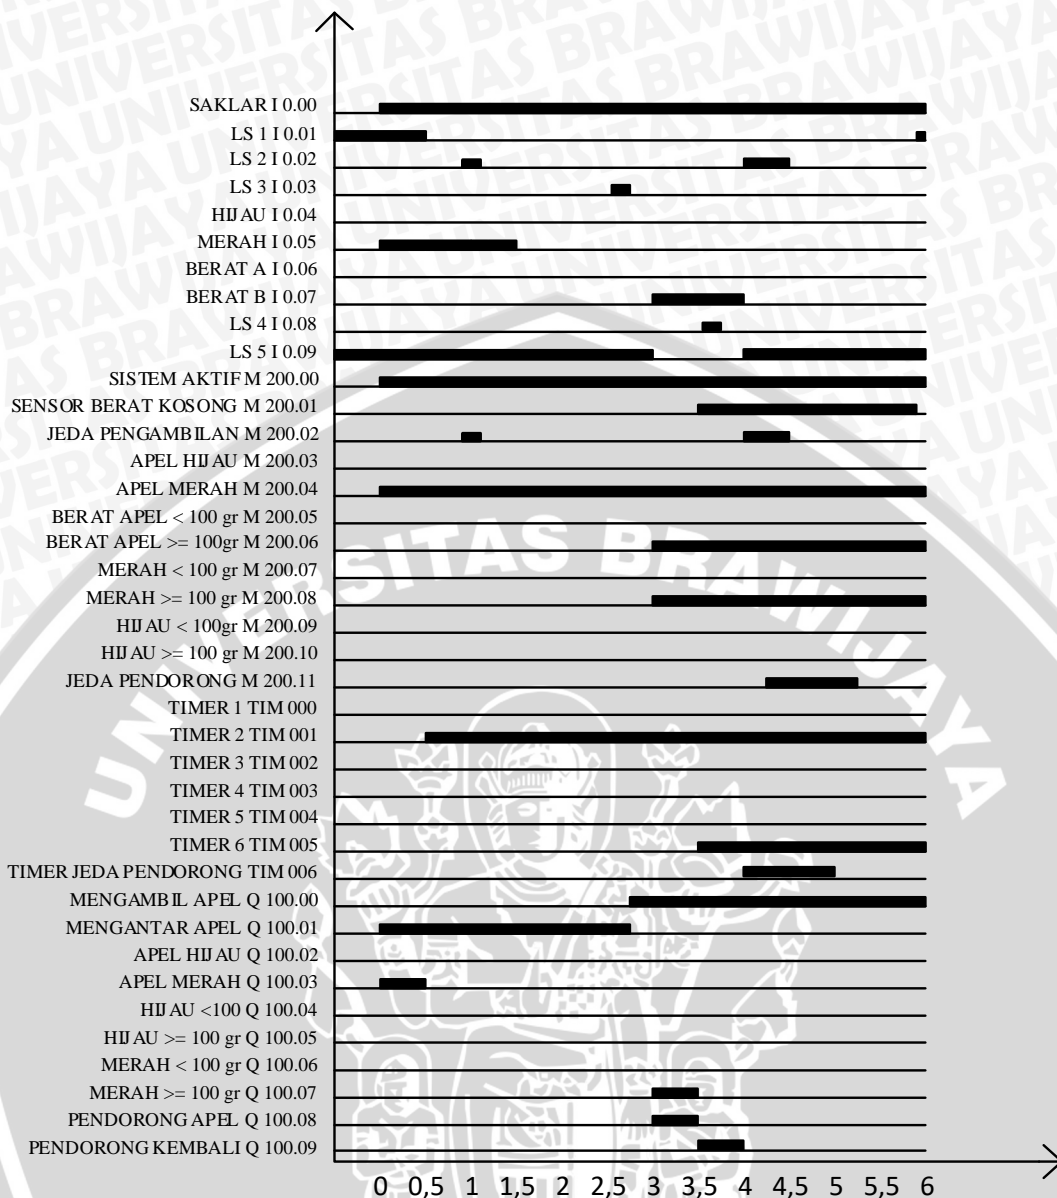 SAKLAR I 0.00
LS 1 I 0.01
LS 2 I 0.02
LS 3 I 0.03
HIJAU I 0.04
MERAH I 0.05
BERAT A I 0.06
BERAT B I 0.07
LS 4 I 0.08
LS 5 I 0.09
SISTEM AKTIF M 200.00
SENSOR BERAT KOSONG M 200.01
JEDA PENGAMBILAN M 200.02
APEL HIJAU M 200.03
APEL MERAH M 200.04
BERAT APEL < 100 gr M 200.05
BERAT APEL >= 100gr M 200.06
MERAH < 100 gr M 200.07
MERAH >= 100 gr M 200.08
HIJAU < 100gr M 200.09
HIJAU >= 100 gr M 200.10
JEDA PENDORONG M 200.11
TIMER 1 TIM 000
TIMER 2 TIM 001
TIMER 3 TIM 002
TIMER 4 TIM 003
TIMER 5 TIM 004
TIMER 6 TIM 005
TIMER JEDA PENDORONG TIM 006
MENGAMBIL APEL Q 100.00
MENGANTAR APEL Q 100.01
APEL HIJAU Q 100.02
APEL MERAH Q 100.03
HIJAU <100 Q 100.04
HIJAU >= 100 gr Q 100.05
MERAH < 100 gr Q 100.06
MERAH >= 100 gr Q 100.07
PENDORONG APEL Q 100.08
PENDORONG KEMBALI Q 100.09
0 0,5 1 1,5 2 2,5 3 3,5 4 4,5 5 5,5 6
UNIVERSITAS BRAWIJAYA